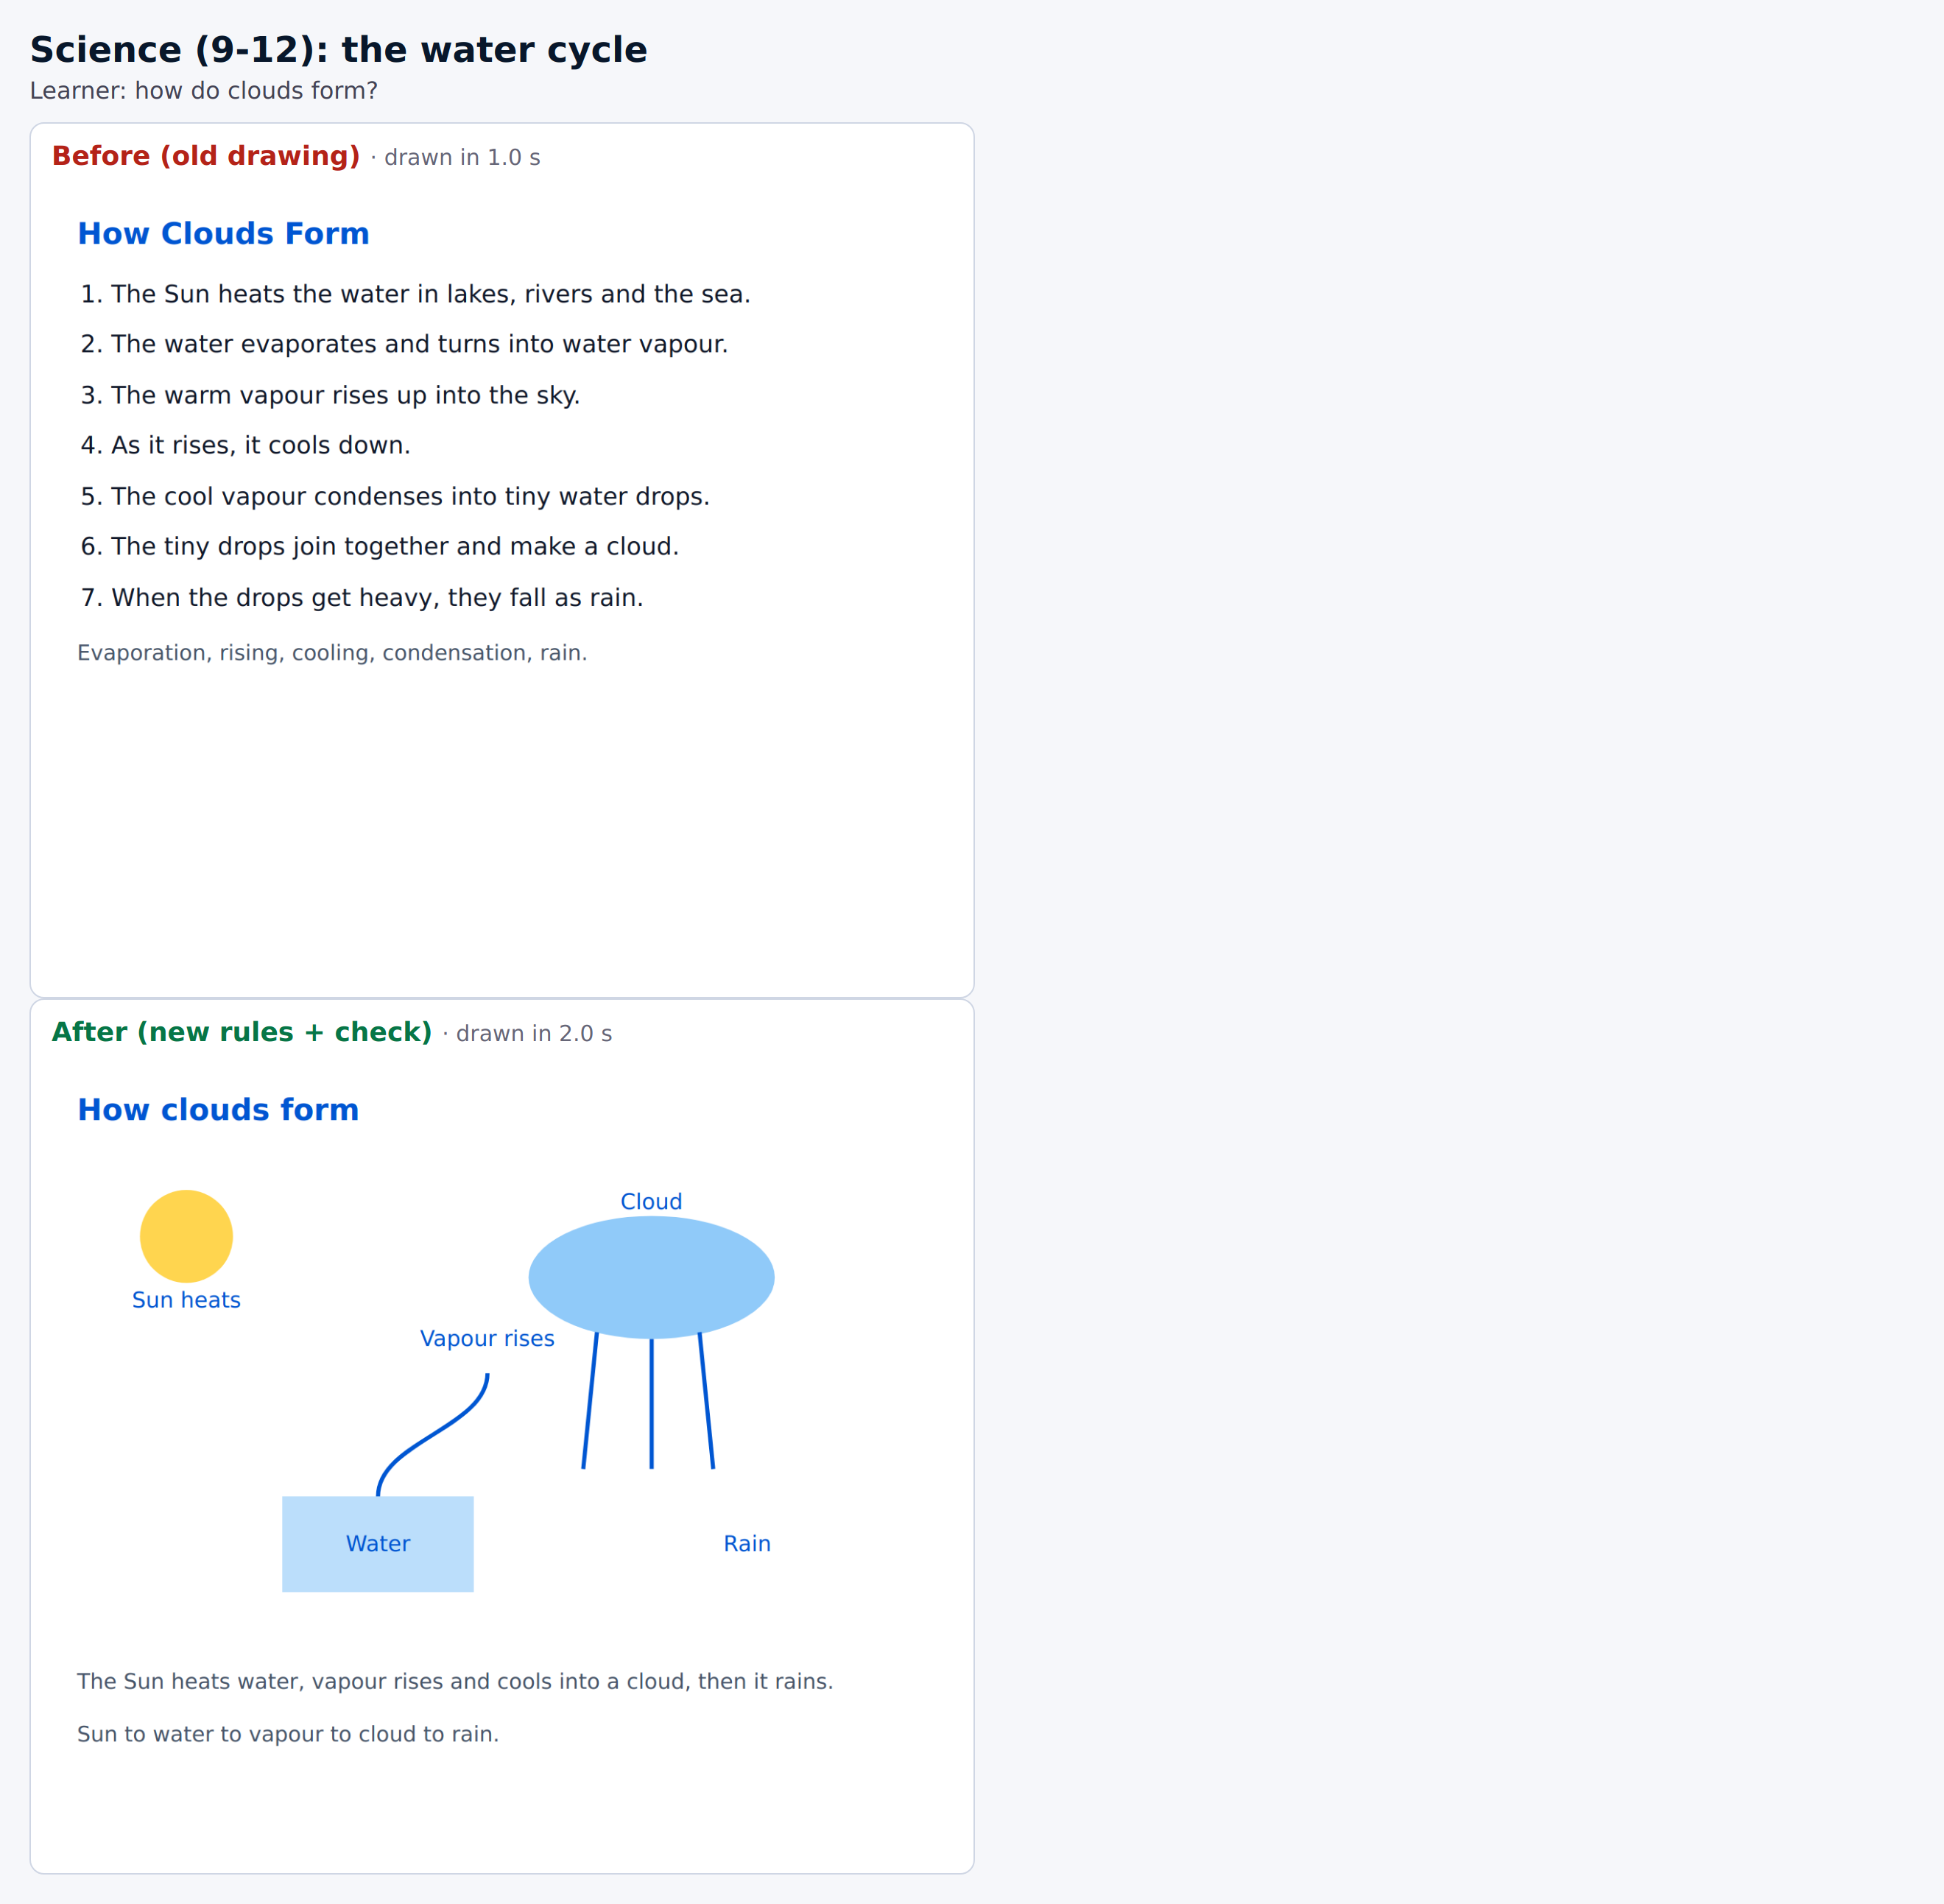 Science (9-12): the water cycle
Learner: how do clouds form?
Before (old drawing) · drawn in 1.0 s
How Clouds Form
1. The Sun heats the water in lakes, rivers and the sea.
2. The water evaporates and turns into water vapour.
3. The warm vapour rises up into the sky.
4. As it rises, it cools down.
5. The cool vapour condenses into tiny water drops.
6. The tiny drops join together and make a cloud.
7. When the drops get heavy, they fall as rain.
Evaporation, rising, cooling, condensation, rain.
After (new rules + check) · drawn in 2.0 s
How clouds form
Cloud
Sun heats
Vapour rises
Water
Rain
The Sun heats water, vapour rises and cools into a cloud, then it rains.
Sun to water to vapour to cloud to rain.